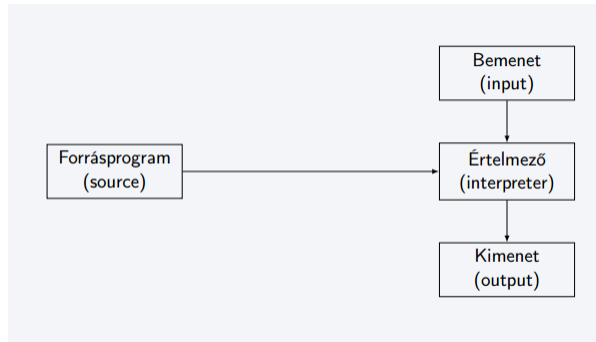 Bemenet
(input)
Forrásprogram
(source)
Értelmező
(interpreter)
Kimenet
(output)